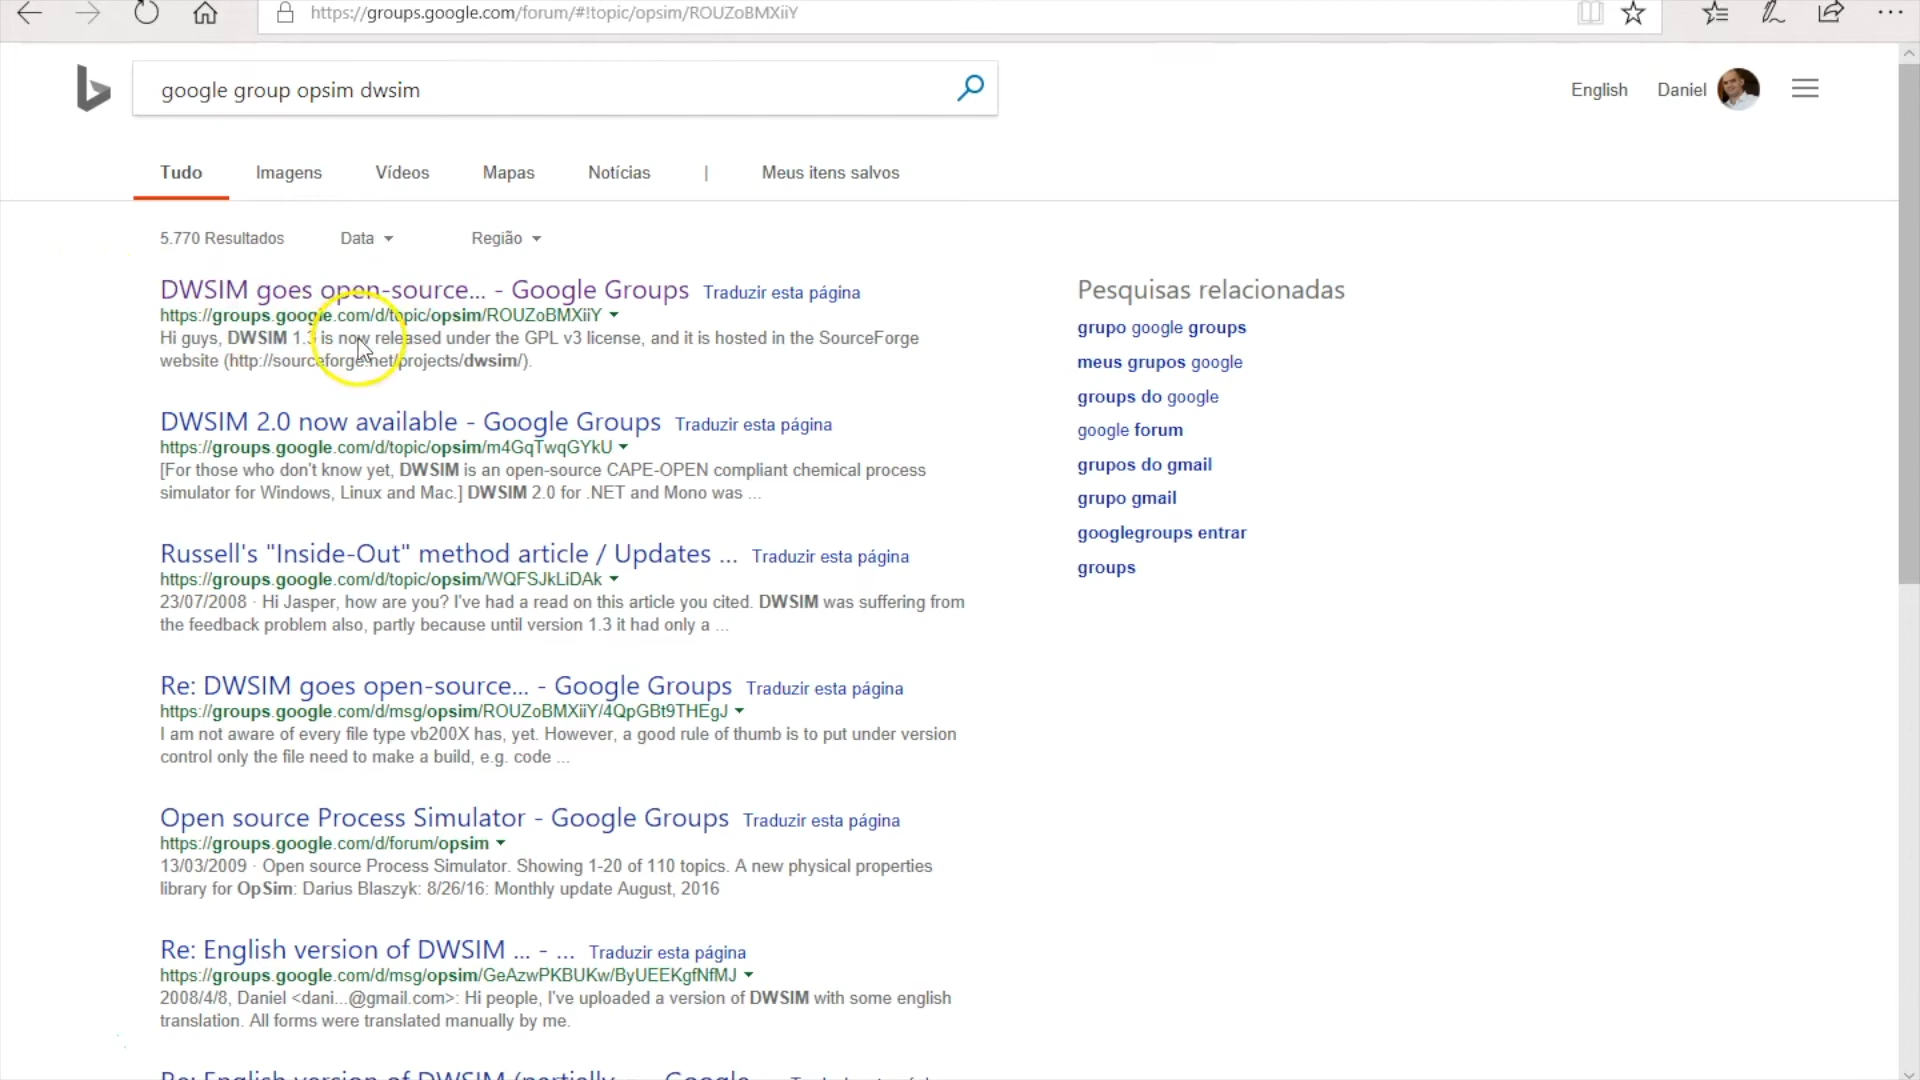 https://groups.google.com/forum/#!topic/opsim/ROUZoBMXiiY
google group opsim dwsim
English Daniel
Tudo Imagens Vídeos Mapas Notícias | Meus itens salvos
5.770 Resultados Data Região
DWSIM goes open-source... - Google Groups Traduzir esta página
https://groups.google.com/d/topic/opsim/ROUZoBMXiiY
Hi guys, DWSIM 1.3 is now released under the GPL v3 license, and it is hosted in the SourceForge
website (http://sourceforge.net/projects/dwsim/).
DWSIM 2.0 now available - Google Groups Traduzir esta página
https://groups.google.com/d/topic/opsim/m4GqTwqGYkU
[For those who don't know yet, DWSIM is an open-source CAPE-OPEN compliant chemical process
simulator for Windows, Linux and Mac.] DWSIM 2.0 for .NET and Mono was ...
Russell's "Inside-Out" method article / Updates ... Traduzir esta página
https://groups.google.com/d/topic/opsim/WQFSJkLiDAk
23/07/2008 · Hi Jasper, how are you? I've had a read on this article you cited. DWSIM was suffering from
the feedback problem also, partly because until version 1.3 it had only a ...
Re: DWSIM goes open-source... - Google Groups Traduzir esta página
https://groups.google.com/d/msg/opsim/ROUZoBMXiiY/4QpGBt9THEgJ
I am not aware of every file type vb200X has, yet. However, a good rule of thumb is to put under version
control only the file need to make a build, e.g. code ...
Open source Process Simulator - Google Groups Traduzir esta página
https://groups.google.com/d/forum/opsim
13/03/2009 · Open source Process Simulator. Showing 1-20 of 110 topics. A new physical properties
library for OpSim: Darius Blaszyk: 8/26/16: Monthly update August, 2016
Re: English version of DWSIM ... - ... Traduzir esta página
https://groups.google.com/d/msg/opsim/GeAzwPKBUKw/ByUEEKgfNfMJ
2008/4/8, Daniel <dani...@gmail.com>: Hi people, I've uploaded a version of DWSIM with some english
translation. All forms were translated manually by me.
Re: English version of DWSIM (partially ... - Google ...
Pesquisas relacionadas
grupo google groups
meus grupos google
groups do google
google forum
grupos do gmail
grupo gmail
googlegroups entrar
groups